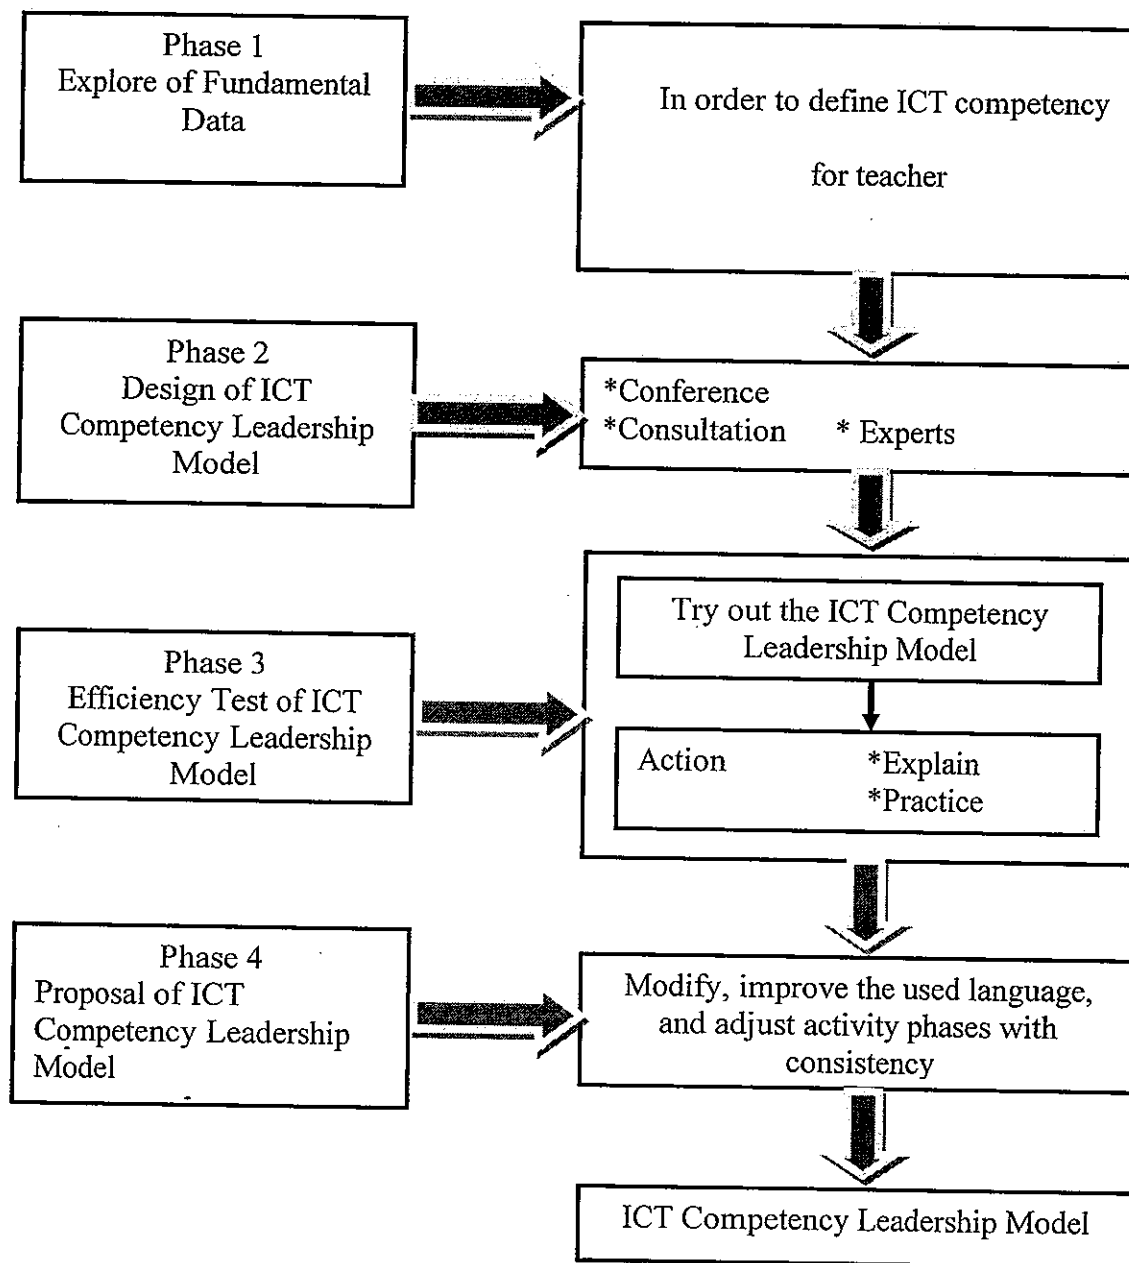 Phase 1
Explore of Fundamental
Data
In order to define ICT competency
for teacher
Phase 2
Design of ICT
Competency Leadership
Model
*Conference
*Consultation * Experts
Phase 3
Efficiency Test of ICT
Competency Leadership
Model
Try out the ICT Competency
Leadership Model
Action *Explain
*Practice
Phase 4
Proposal of ICT
Competency Leadership
Model
Modify, improve the used language,
and adjust activity phases with
consistency
ICT Competency Leadership Model